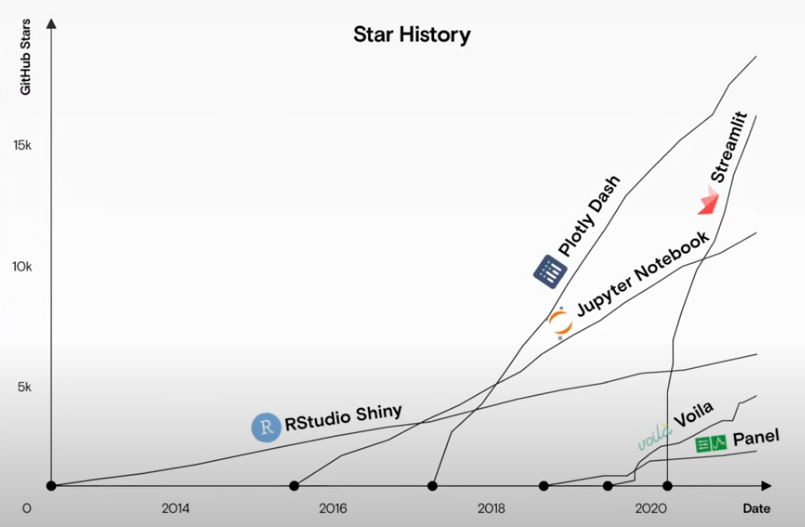 Star History
GitHub Stars
15k
10k
5k
0
Plotly Dash
Streamlit
Jupyter Notebook
R RStudio Shiny
voilà Voila
Panel
2014
2016
2018
2020
Date